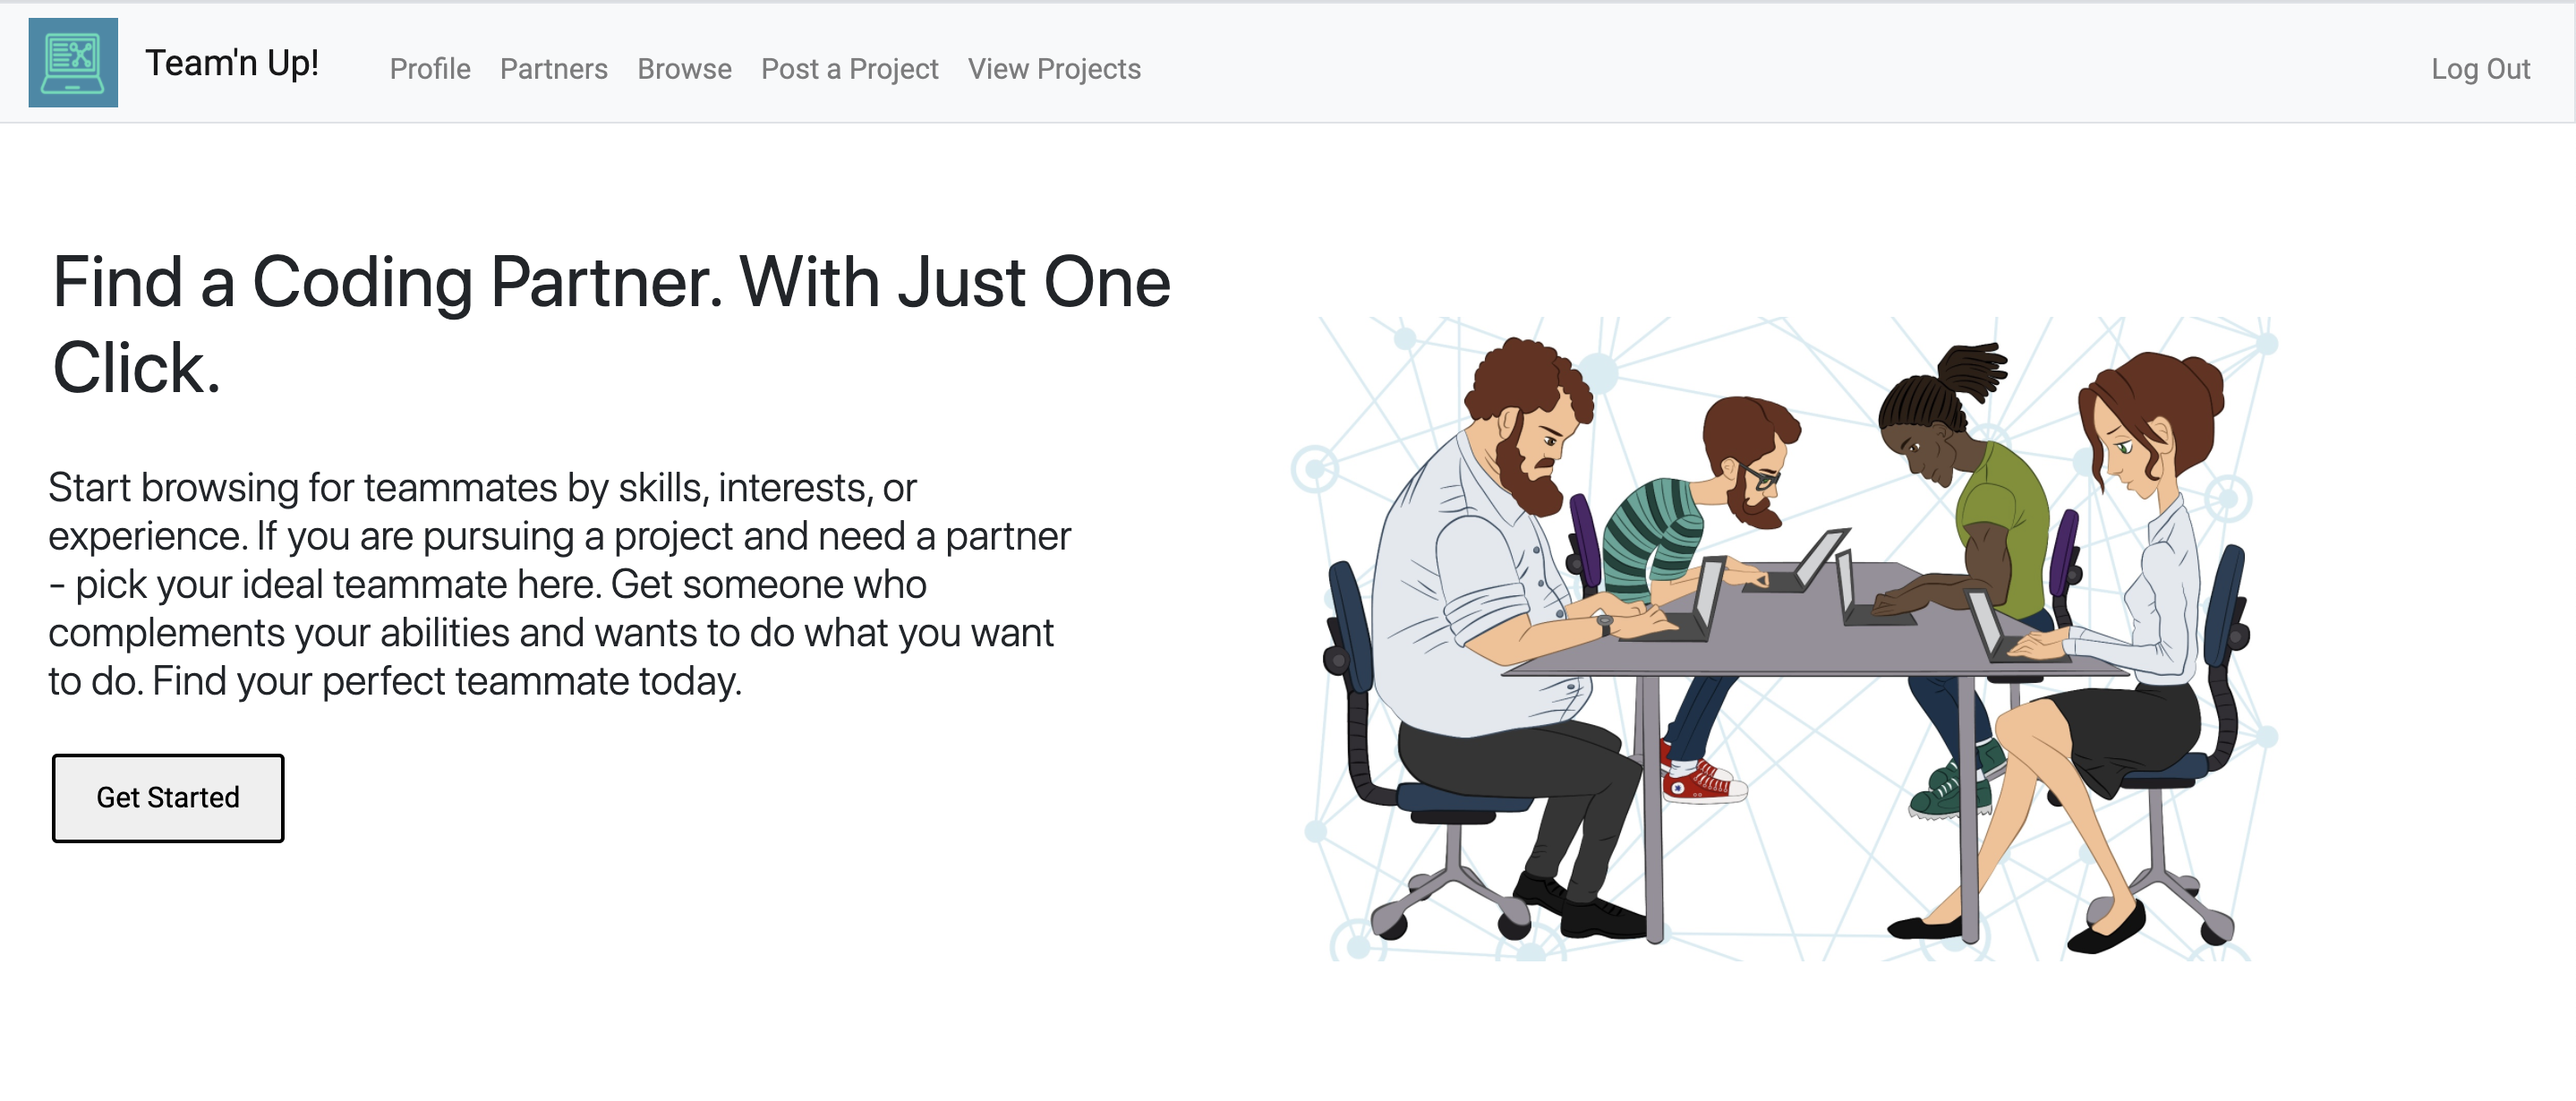 Team'n Up!
Profile
Partners
Browse
Post a Project
View Projects
Log Out
Find a Coding Partner. With Just One
Click.
Start browsing for teammates by skills, interests, or
experience. If you are pursuing a project and need a partner
- pick your ideal teammate here. Get someone who
complements your abilities and wants to do what you want
to do. Find your perfect teammate today.
Get Started